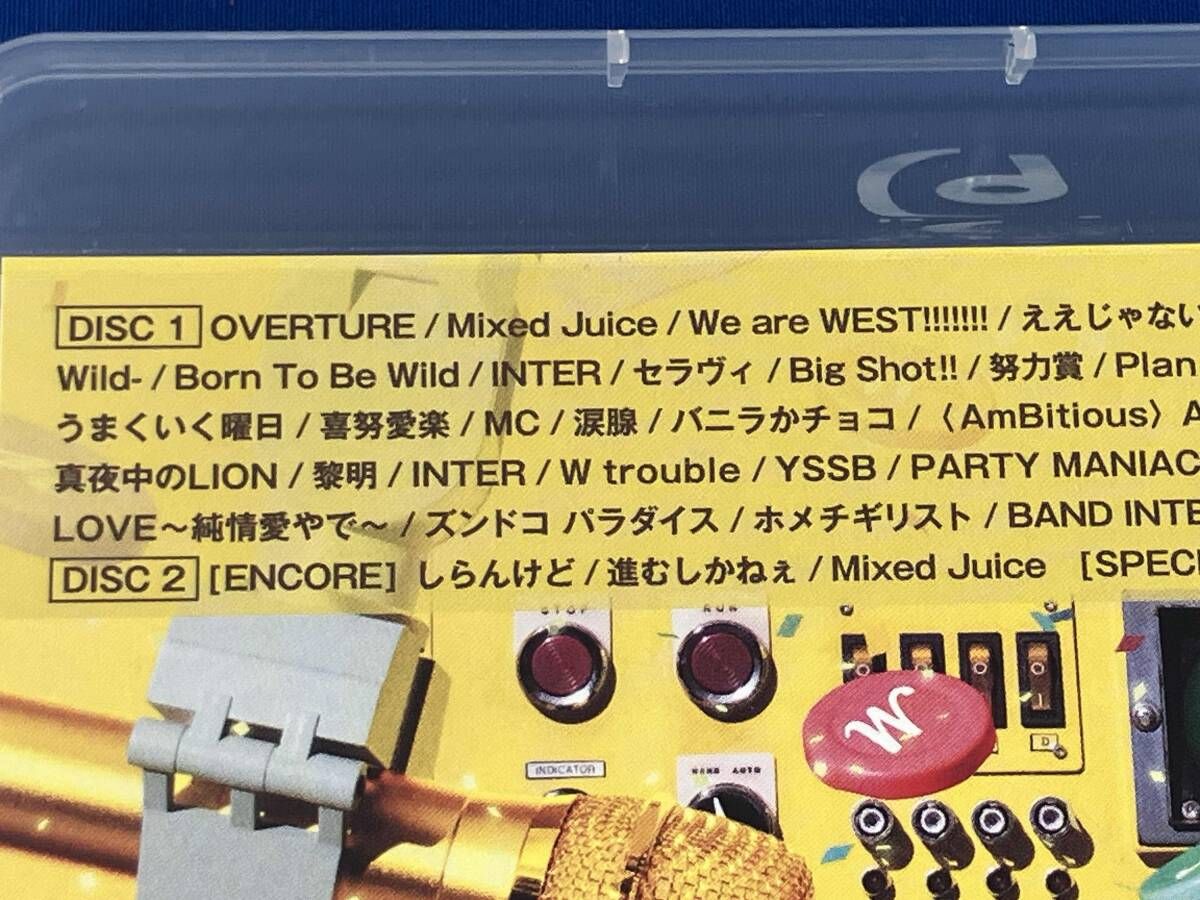 DISC 1 OVERTURE / Mixed Juice / We are WEST!!!!!!! / ええじゃない
Wild- / Born To Be Wild / INTER / セラヴィ / Big Shot!! / 努力賞 / Plan
うまくいく曜日 / 喜努愛楽 / MC / 涙腺 / バニラかチョコ / 〈AmBitious〉 A
真夜中のLION / 黎明 / INTER / W trouble / YSSB / PARTY MANIAC
LOVE～純情愛やで～ / ズンドコ パラダイス / ホメチギリスト / BAND INTE
DISC 2 [ENCORE] しらんけど / 進むしかねぇ / Mixed Juice [SPECI
STOP RUN
W
D
INDICATOR
HAND AUTO